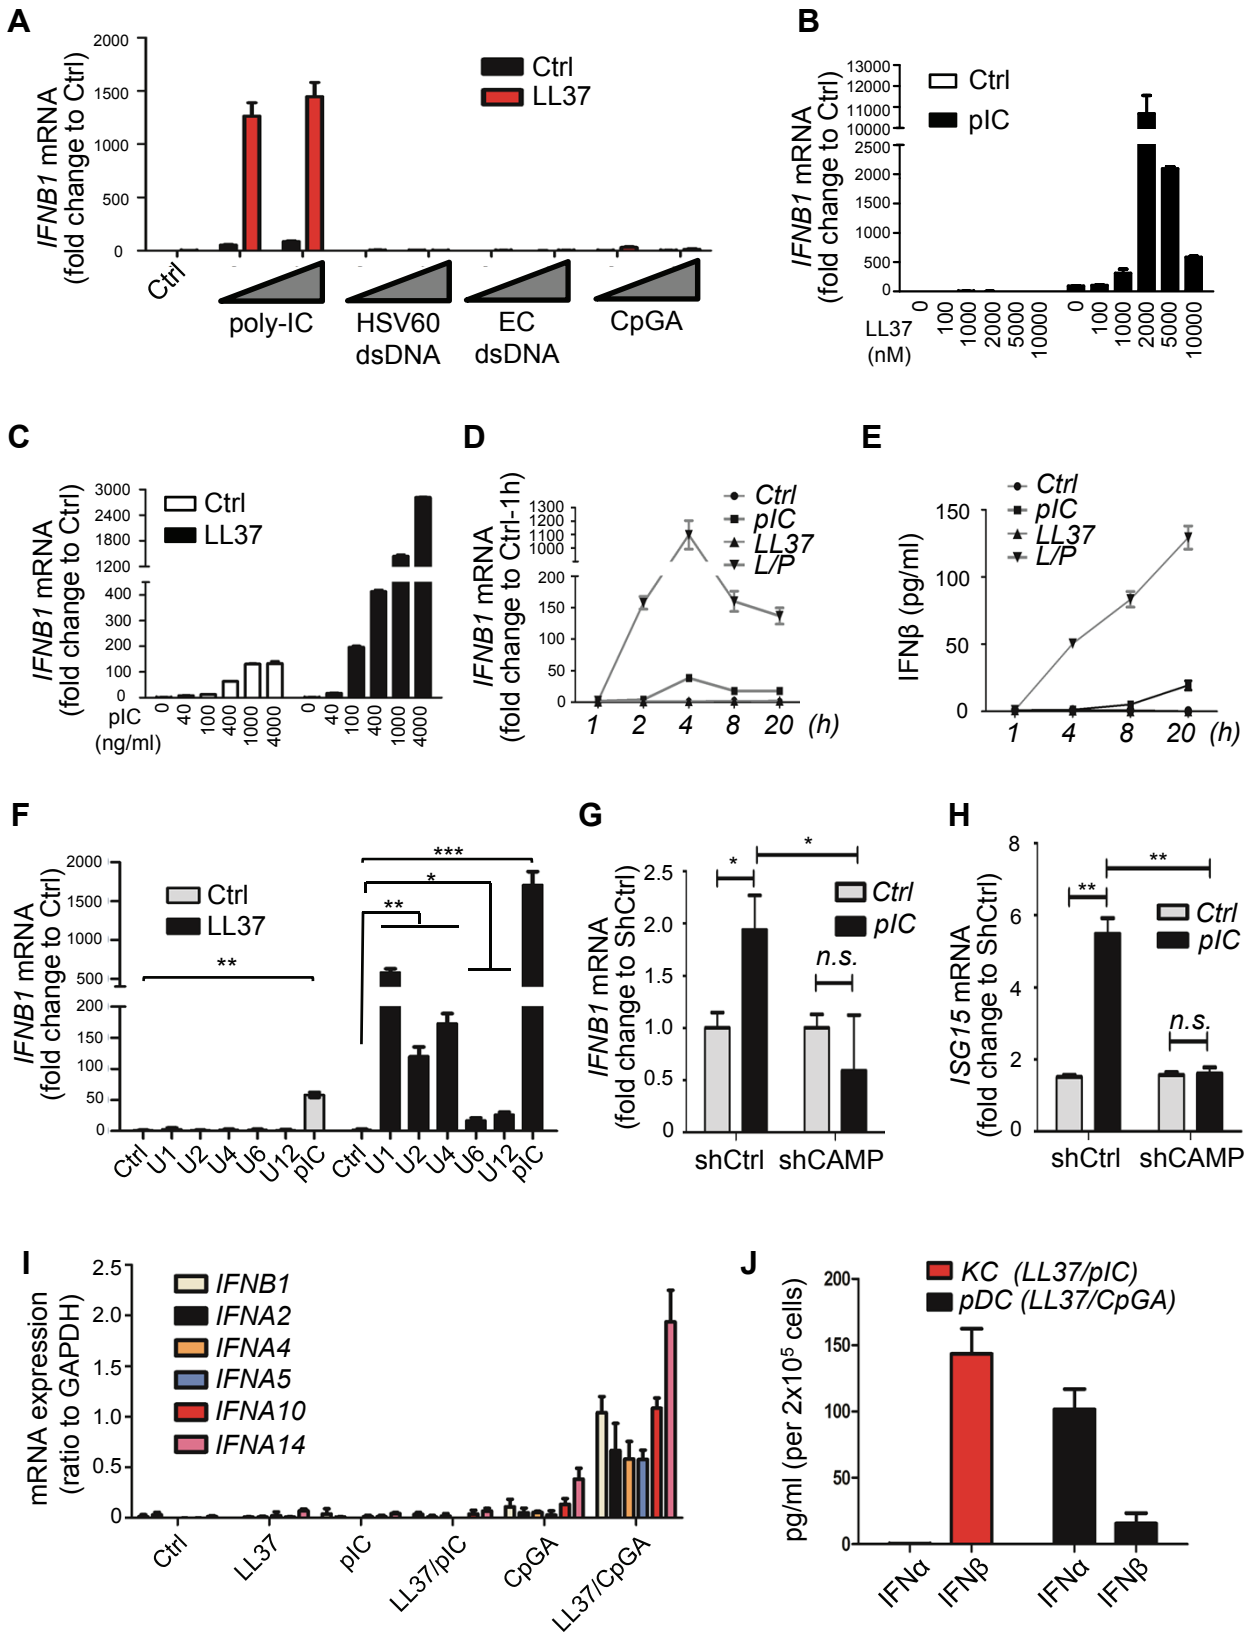 A
IFNB1 mRNA
(fold change to Ctrl)
2000
1500
1000
500
0
Ctrl
LL37
Ctrl
poly-IC
HSV60
dsDNA
EC
dsDNA
CpGA
B
IFNB1 mRNA
(fold change to Ctrl)
13000
12000
11000
10000
2500
2000
1500
1000
500
0
Ctrl
pIC
LL37
(nM)
0 100 1000 2000 5000 10000 0 100 1000 2000 5000 10000
C
IFNB1 mRNA
(fold change to Ctrl)
3000
2400
1800
1200
400
300
200
100
0
Ctrl
LL37
pIC
(ng/ml)
0 40 100 400 1000 4000 0 40 100 400 1000 4000
D
IFNB1 mRNA
(fold change to Ctrl-1h)
1300
1200
1100
1000
200
150
100
50
0
Ctrl
pIC
LL37
L/P
1 2 4 8 20 (h)
E
IFNβ (pg/ml)
150
100
50
0
Ctrl
pIC
LL37
L/P
1 4 8 20 (h)
F
IFNB1 mRNA
(fold change to Ctrl)
2000
1500
1000
500
200
150
100
50
0
Ctrl
LL37
**
***
*
**
Ctrl U1 U2 U4 U6 U12 pIC Ctrl U1 U2 U4 U6 U12 pIC
G
IFNB1 mRNA
(fold change to ShCtrl)
2.5
2.0
1.5
1.0
0.5
0
*
*
Ctrl
pIC
n.s.
shCtrl shCAMP
H
ISG15 mRNA
(fold change to ShCtrl)
8
6
4
2
0
**
**
Ctrl
pIC
n.s.
shCtrl shCAMP
I
mRNA expression
(ratio to GAPDH)
2.5
2.0
1.5
1.0
0.5
0
IFNB1
IFNA2
IFNA4
IFNA5
IFNA10
IFNA14
Ctrl LL37 pIC LL37/pIC CpGA LL37/CpGA
J
pg/ml (per 2x10⁵ cells)
200
150
100
50
0
KC (LL37/pIC)
pDC (LL37/CpGA)
IFNα IFNβ IFNα IFNβ